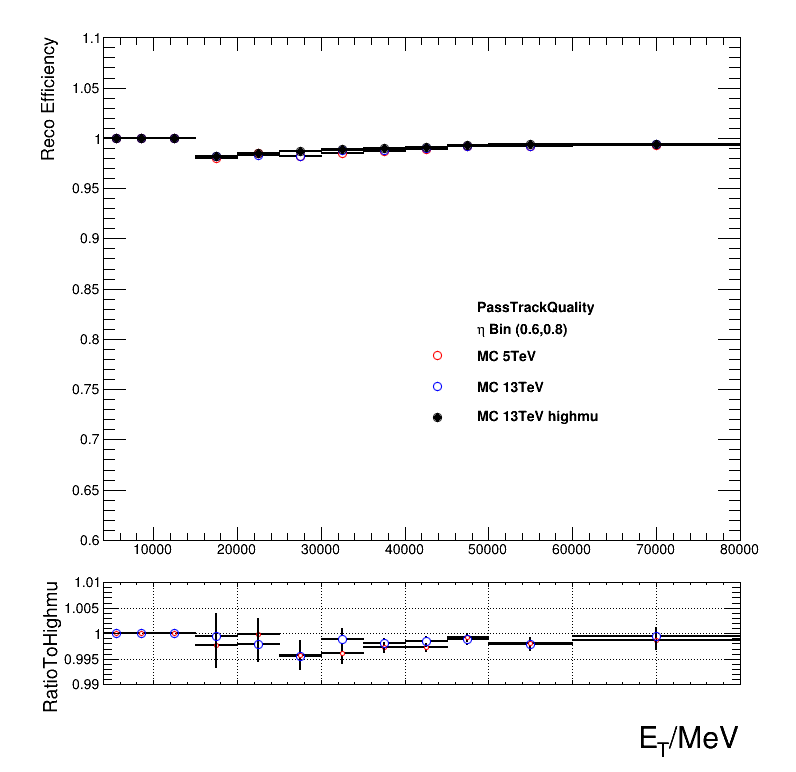 Reco Efficiency
1.1
1.05
1
0.95
0.9
0.85
0.8
0.75
0.7
0.65
0.6
PassTrackQuality
η Bin (0.6,0.8)
MC 5TeV
MC 13TeV
MC 13TeV highmu
10000 20000 30000 40000 50000 60000 70000 80000
RatioToHighmu
1.01
1.005
1
0.995
0.99
E_T/MeV